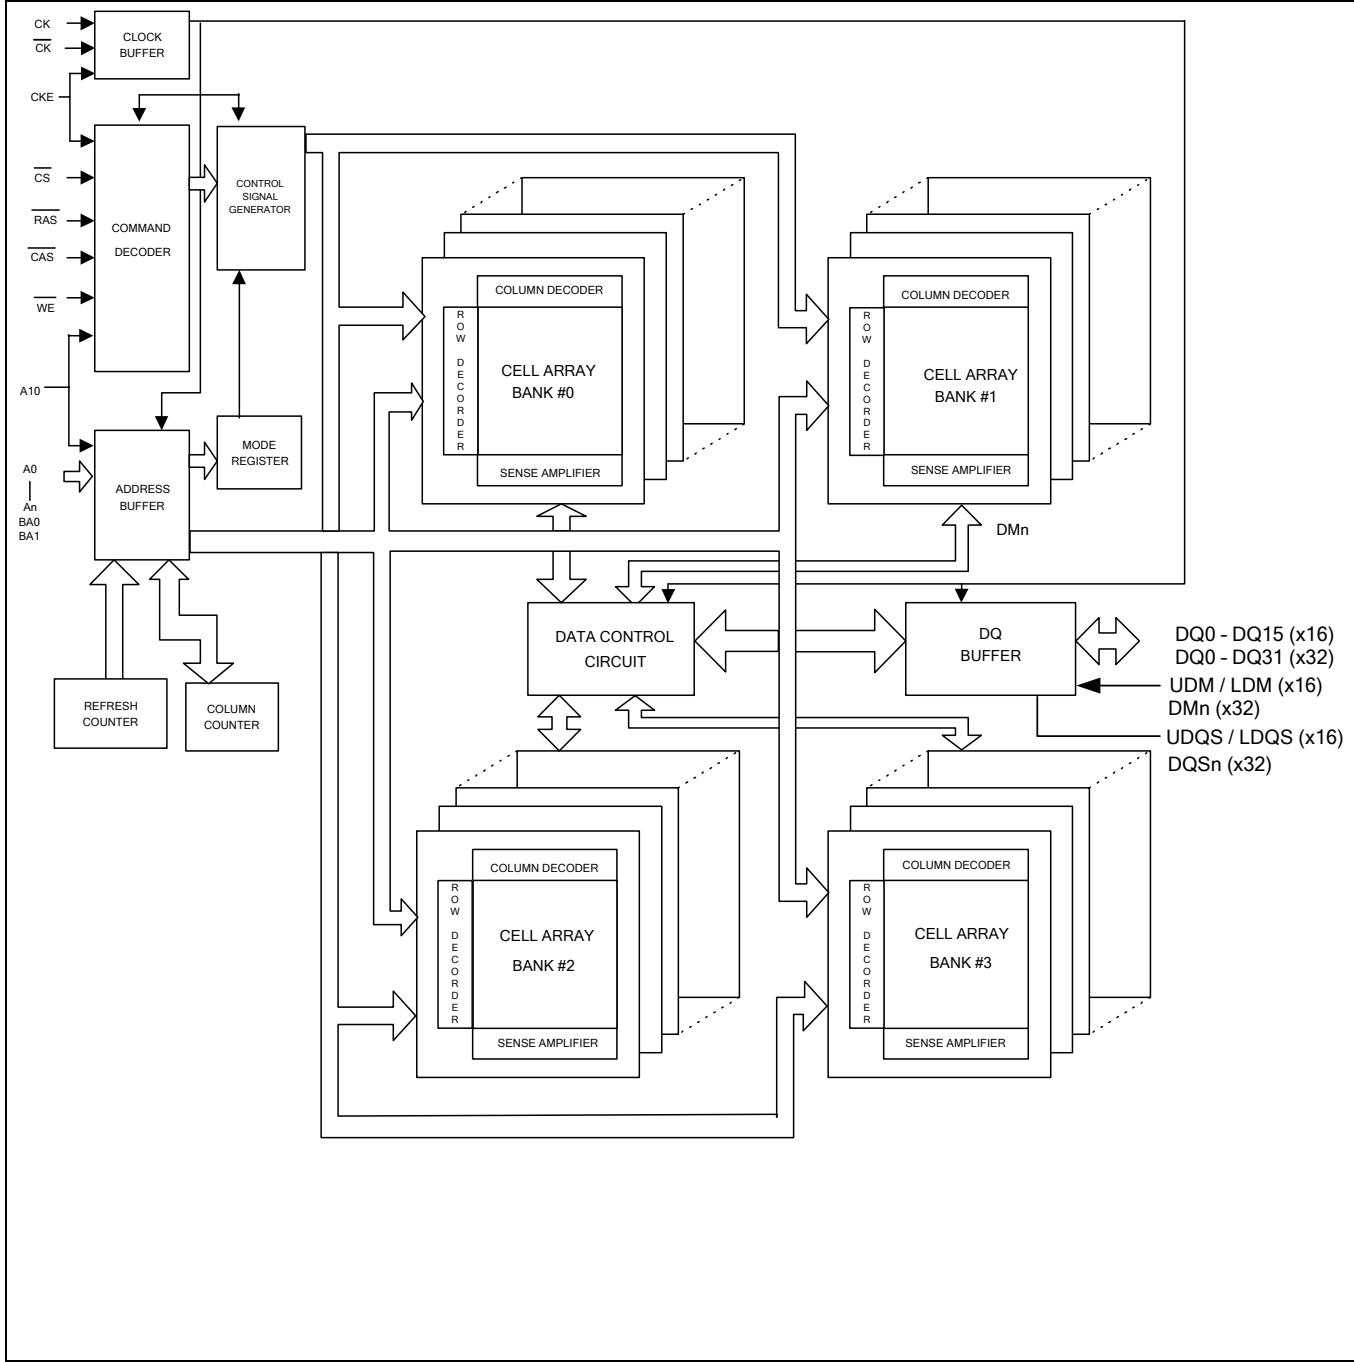 CK
CK
CKE
CS
RAS
CAS
WE
A10
A0
An
BA0
BA1
CLOCK
BUFFER
COMMAND
DECODER
CONTROL
SIGNAL
GENERATOR
MODE
REGISTER
ADDRESS
BUFFER
REFRESH
COUNTER
COLUMN
COUNTER
COLUMN DECODER
ROW DECORDER
CELL ARRAY
BANK #0
SENSE AMPLIFIER
COLUMN DECODER
ROW DECORDER
CELL ARRAY
BANK #1
SENSE AMPLIFIER
DMn
DATA CONTROL
CIRCUIT
DQ
BUFFER
DQ0 - DQ15 (x16)
DQ0 - DQ31 (x32)
UDM / LDM (x16)
DMn (x32)
UDQS / LDQS (x16)
DQSn (x32)
COLUMN DECODER
ROW DECORDER
CELL ARRAY
BANK #2
SENSE AMPLIFIER
COLUMN DECODER
ROW DECORDER
CELL ARRAY
BANK #3
SENSE AMPLIFIER